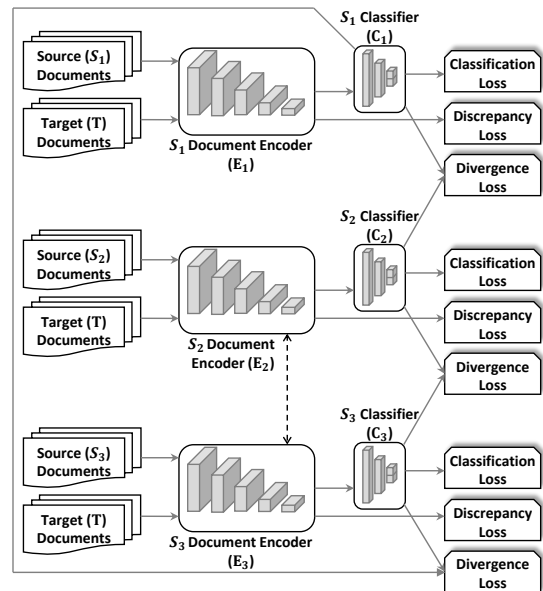 S₁ Classifier
(C₁)
Source (S₁)
Documents
Classification
Loss
Target (T)
Documents
Discrepancy
Loss
S₁ Document Encoder
(E₁)
Divergence
Loss
S₂ Classifier
(C₂)
Source (S₂)
Documents
Classification
Loss
Target (T)
Documents
Discrepancy
Loss
S₂ Document
Encoder (E₂)
Divergence
Loss
S₃ Classifier
(C₃)
Source (S₃)
Documents
Classification
Loss
Target (T)
Documents
Discrepancy
Loss
S₃ Document Encoder
(E₃)
Divergence
Loss